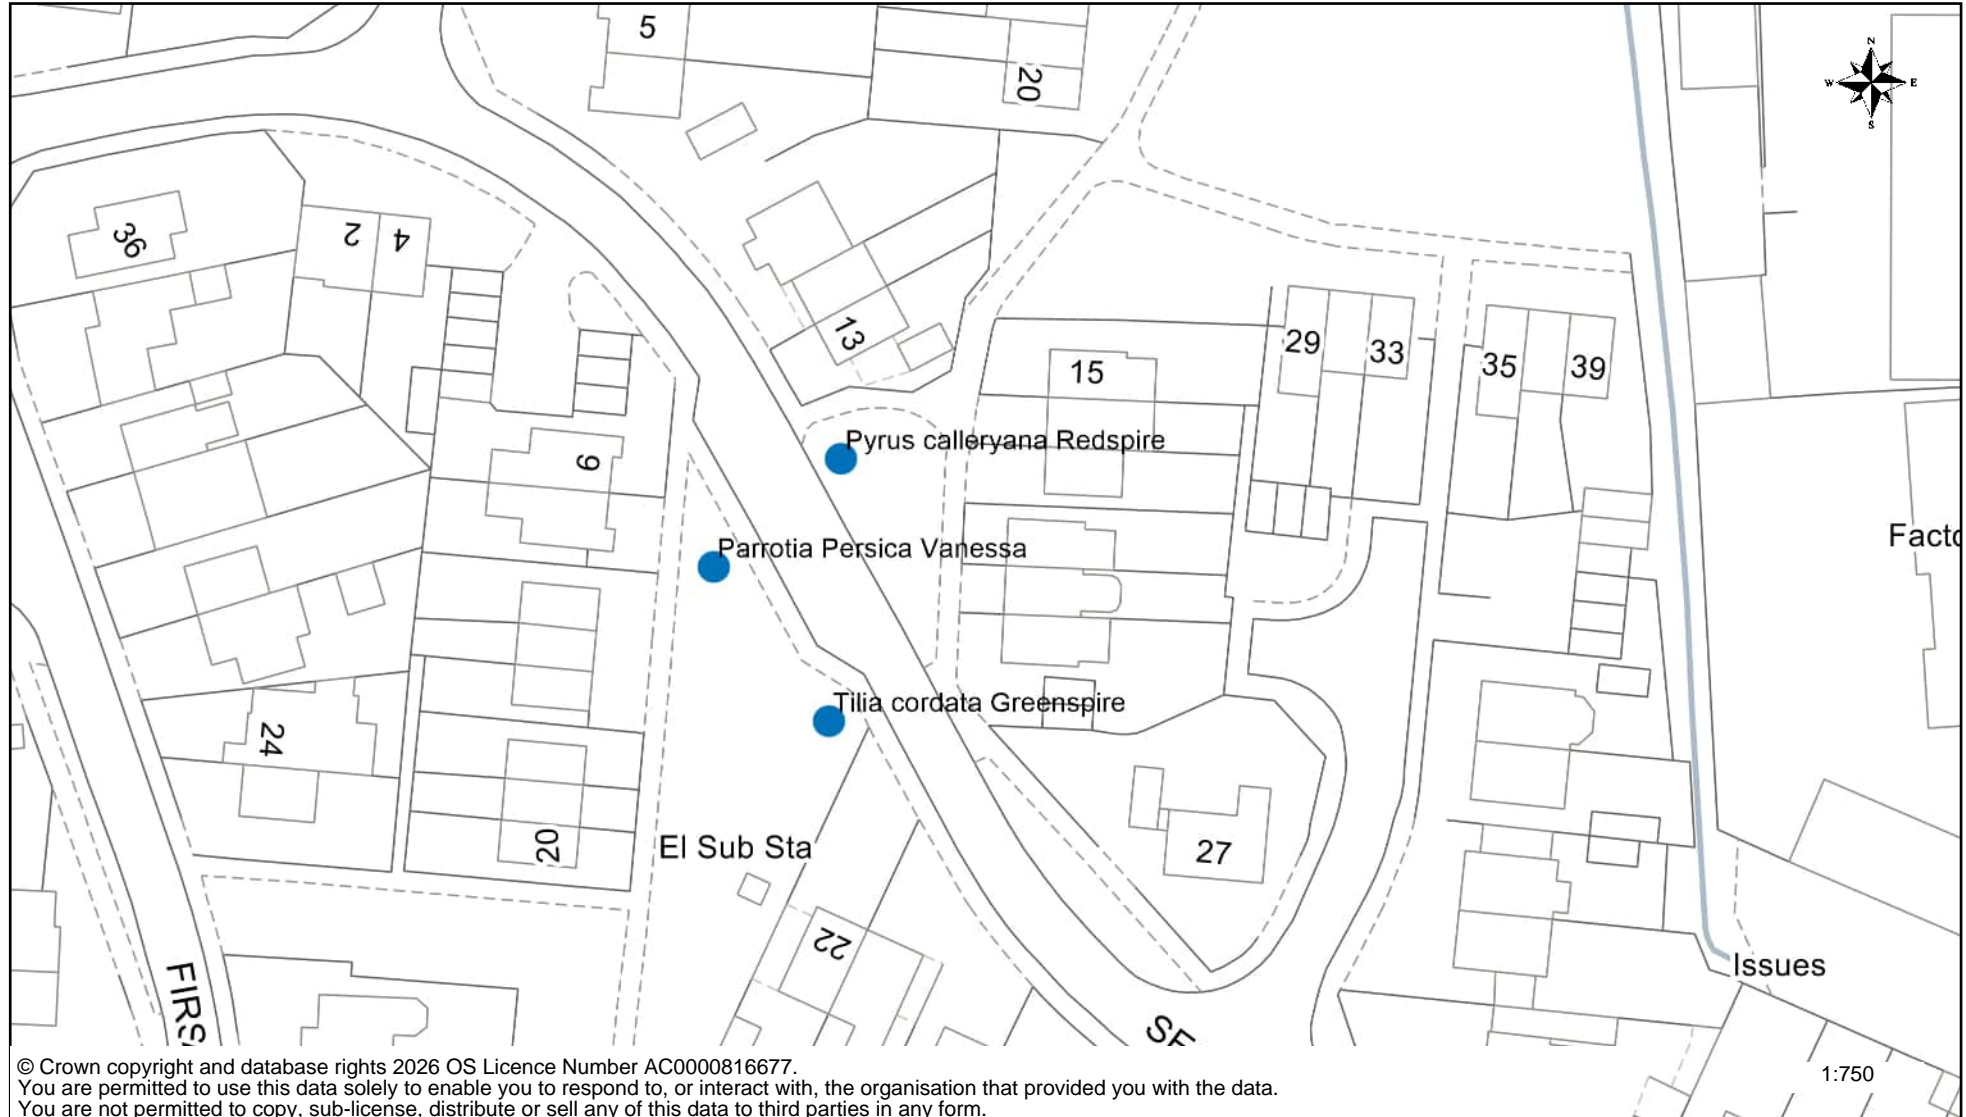 5
20
N
W E
S
36
2 4
13
29
33
15
35
39
Pyrus calleryana Redspire
9
Facto
Parrotia Persica Vanessa
Tilia cordata Greenspire
24
20
El Sub Sta
27
22
Issues
FIRS
SE
© Crown copyright and database rights 2026 OS Licence Number AC0000816677.
1:750
You are permitted to use this data solely to enable you to respond to, or interact with, the organisation that provided you with the data.
You are not permitted to copy, sub-license, distribute or sell any of this data to third parties in any form.